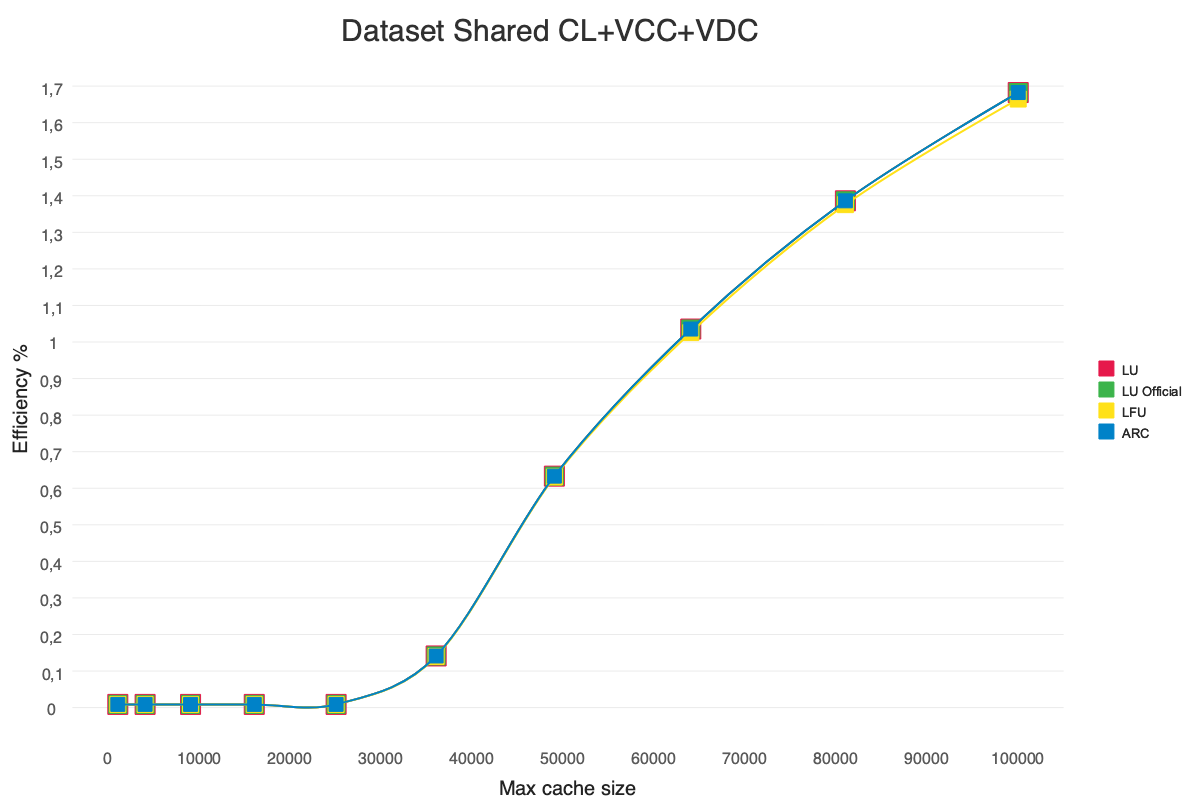 Dataset Shared CL+VCC+VDC
1,7
1,6
1,5
1,4
1,3
1,2
1,1
1
0,9
0,8
0,7
0,6
0,5
0,4
0,3
0,2
0,1
0
Efficiency %
0 10000 20000 30000 40000 50000 60000 70000 80000 90000 100000
Max cache size
LU
LU Official
LFU
ARC